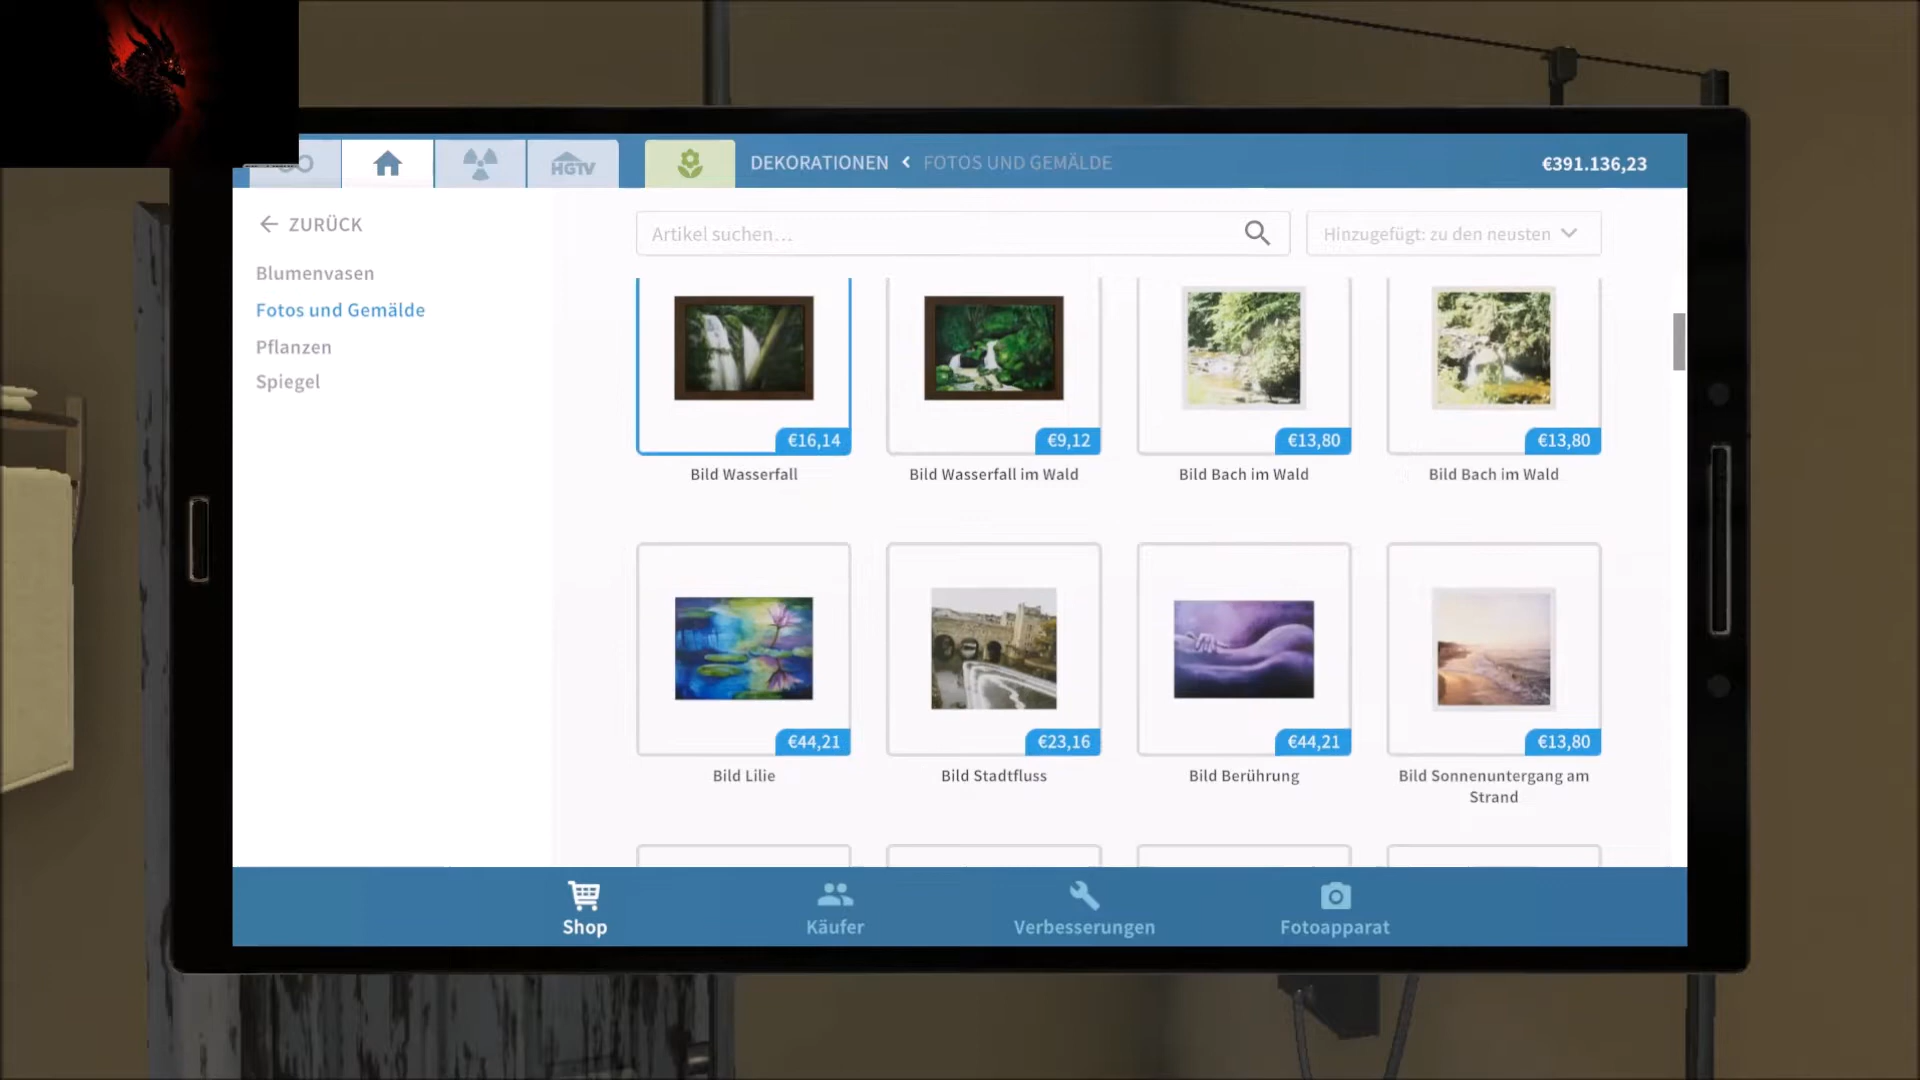 HGTV
DEKORATIONEN
FOTOS UND GEMÄLDE
€391.136,23
ZURÜCK
Artikel suchen...
Hinzugefügt: zu den neusten
Blumenvasen
Fotos und Gemälde
Pflanzen
Spiegel
€16,14
€9,12
€13,80
€13,80
Bild Wasserfall
Bild Wasserfall im Wald
Bild Bach im Wald
Bild Bach im Wald
€44,21
€23,16
€44,21
€13,80
Bild Lilie
Bild Stadtfluss
Bild Berührung
Bild Sonnenuntergang am
Strand
Shop
Käufer
Verbesserungen
Fotoapparat